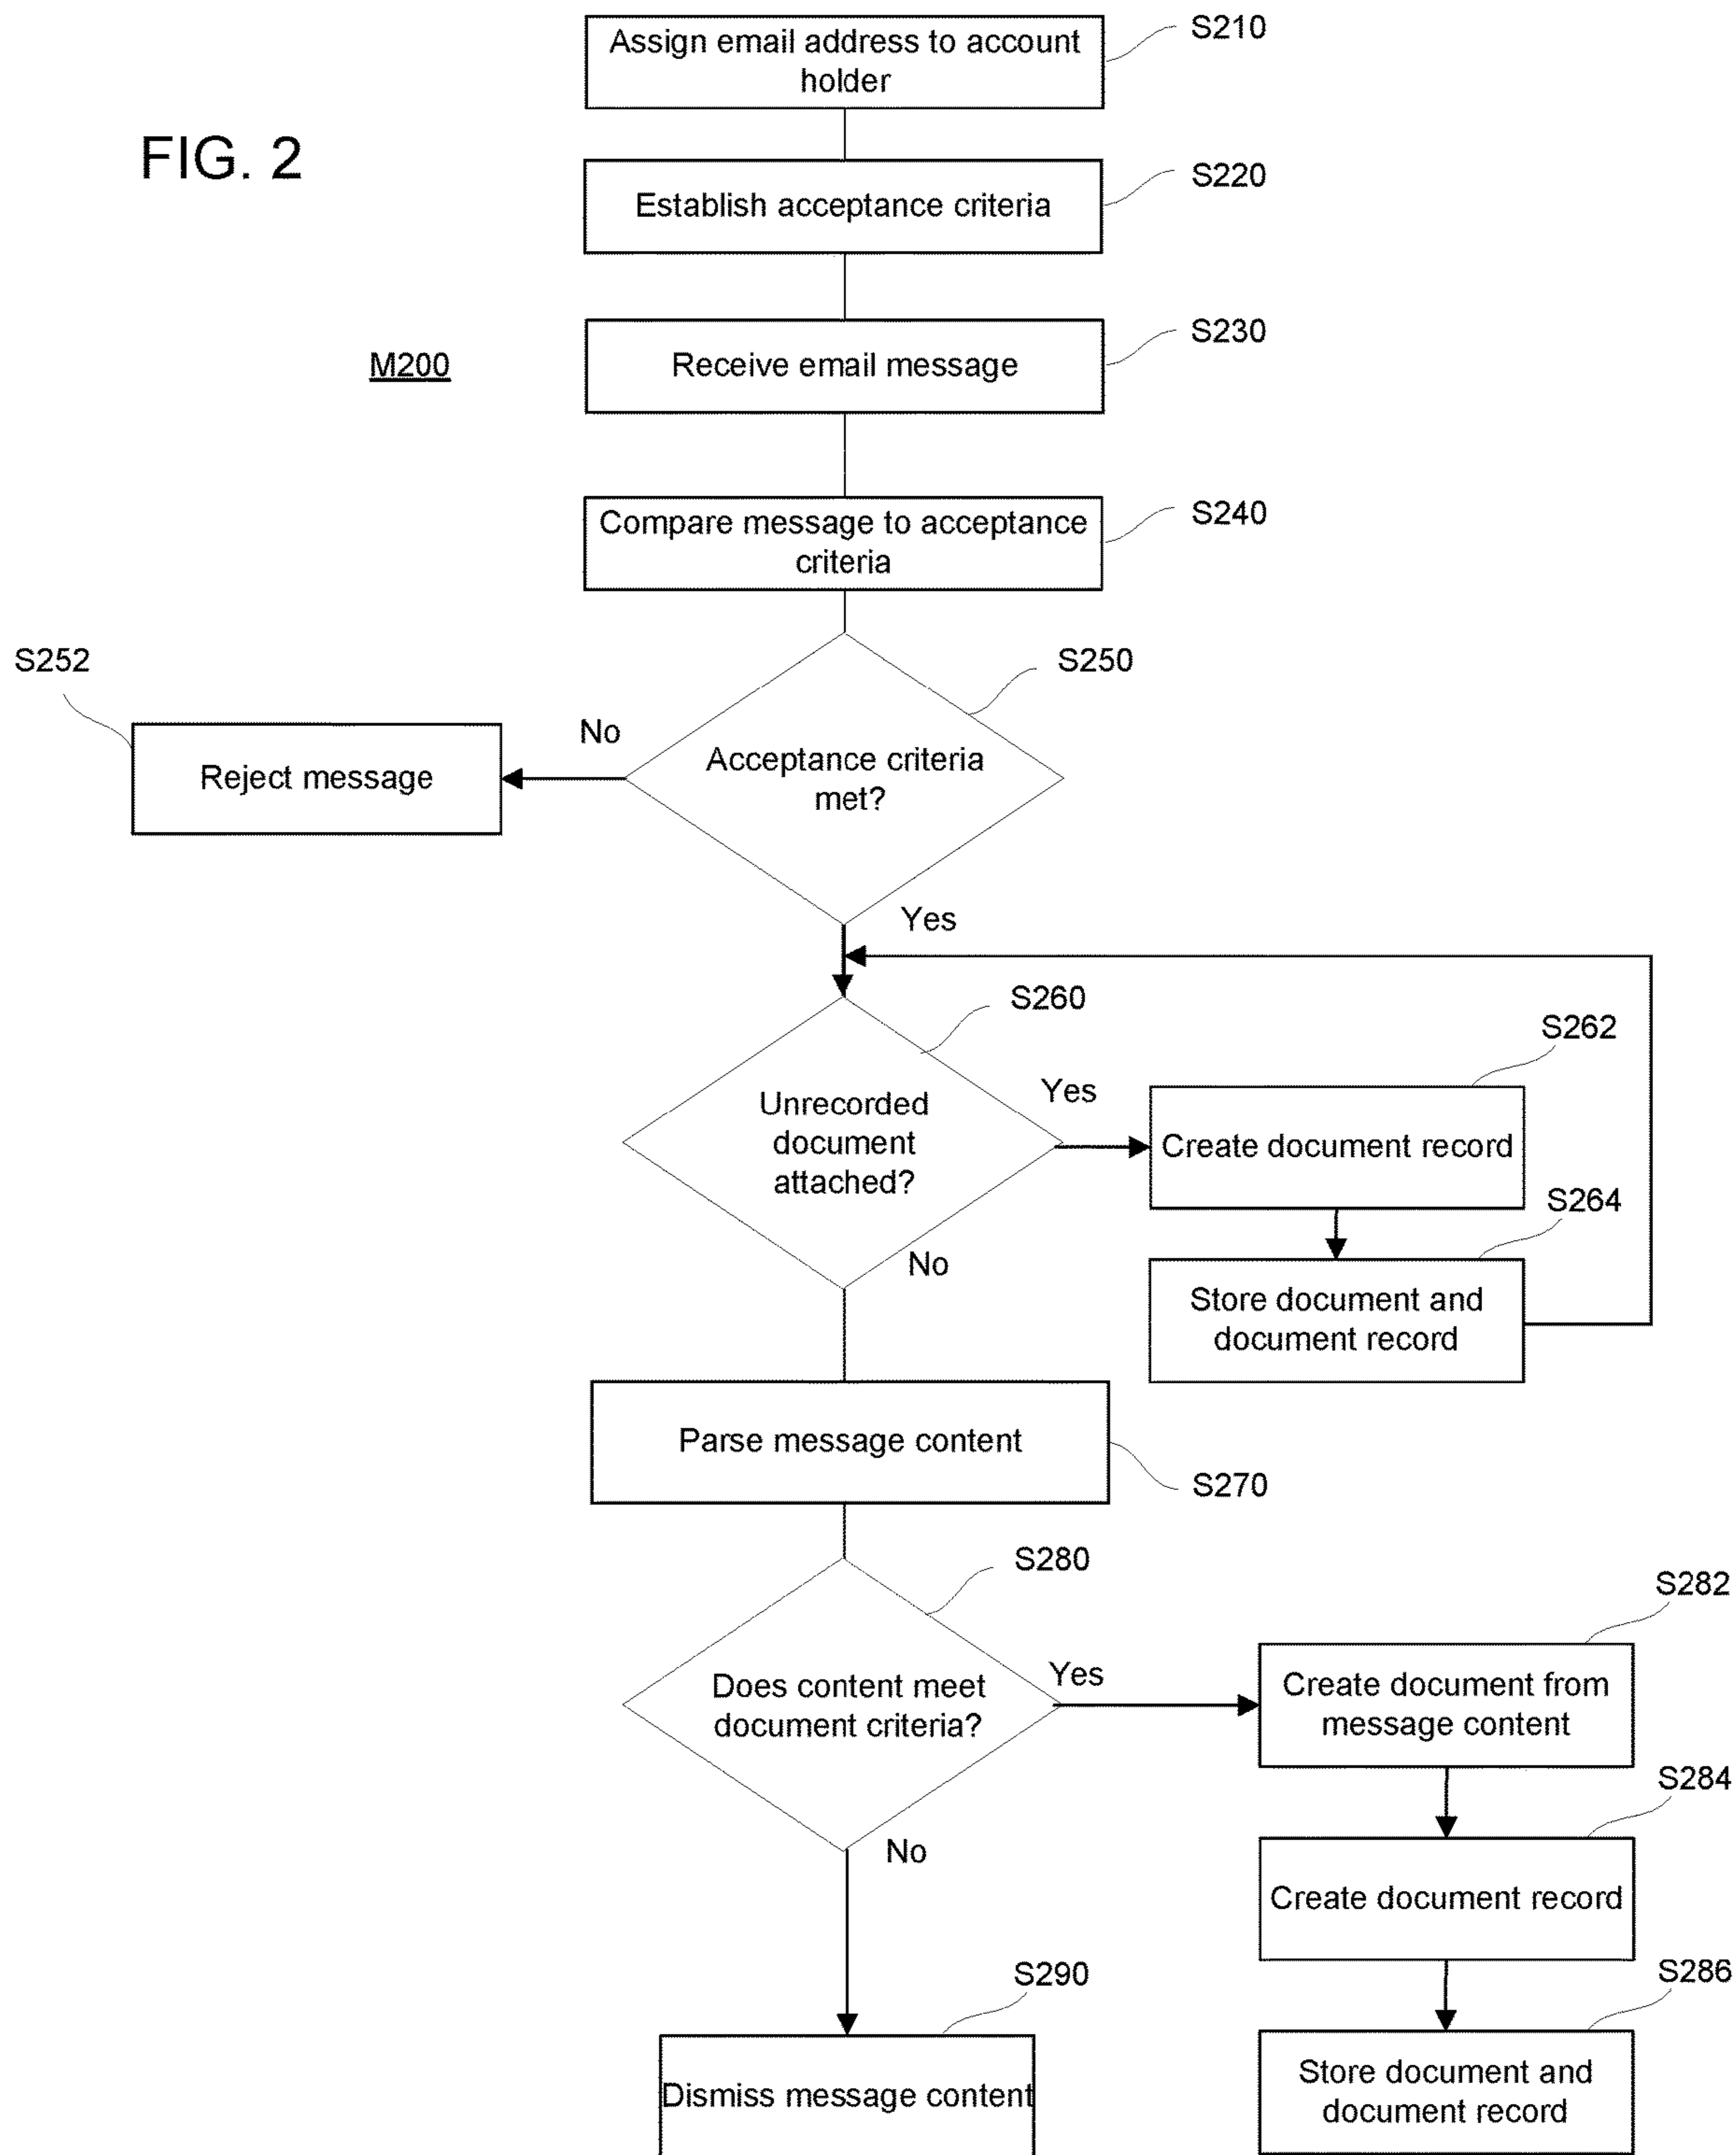 S210
Assign email address to account
holder
FIG. 2
S220
Establish acceptance criteria
S230
M200
Receive email message
S240
Compare message to acceptance
criteria
S252
S250
No
Reject message
Acceptance criteria
met?
Yes
S260
S262
Yes
Unrecorded
document
attached?
Create document record
S264
No
Store document and
document record
Parse message content
S270
S280
S282
Yes
Does content meet
document criteria?
Create document from
message content
S284
No
Create document record
S290
S286
Dismiss message content
Store document and
document record